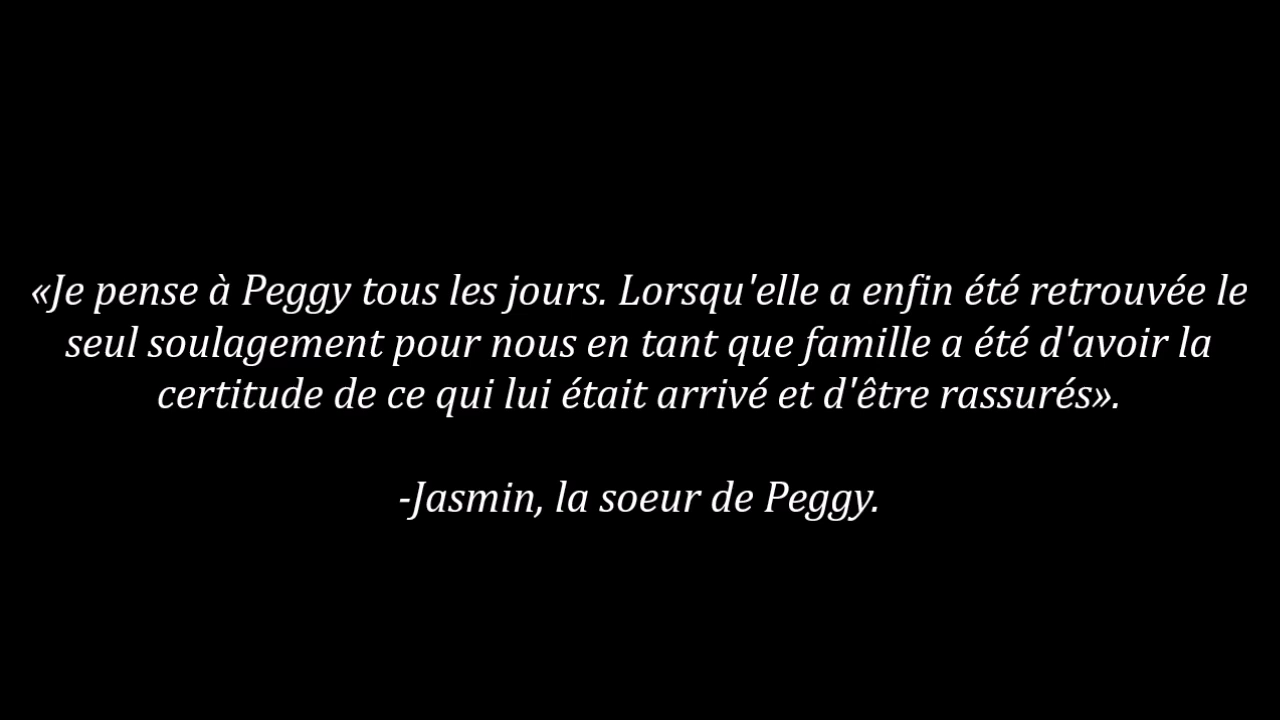 «Je pense à Peggy tous les jours. Lorsqu'elle a enfin été retrouvée le
seul soulagement pour nous en tant que famille a été d'avoir la
certitude de ce qui lui était arrivé et d'être rassurés».
-Jasmin, la soeur de Peggy.